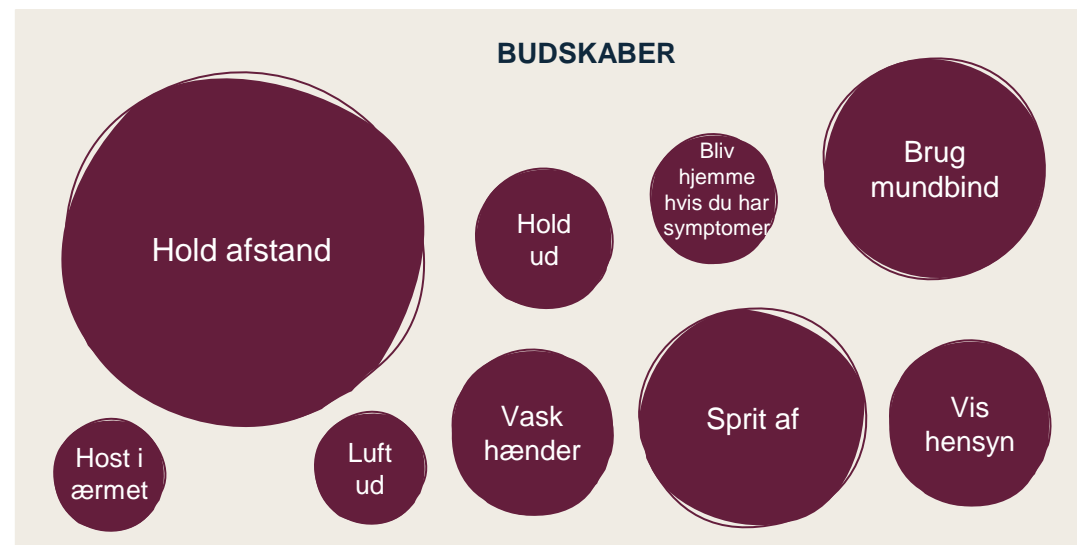 BUDSKABER
Hold afstand
Hold
ud
Bliv
hjemme
hvis du har
symptomer
Brug
mundbind
Host i
ærmet
Luft
ud
Vask
hænder
Sprit af
Vis
hensyn